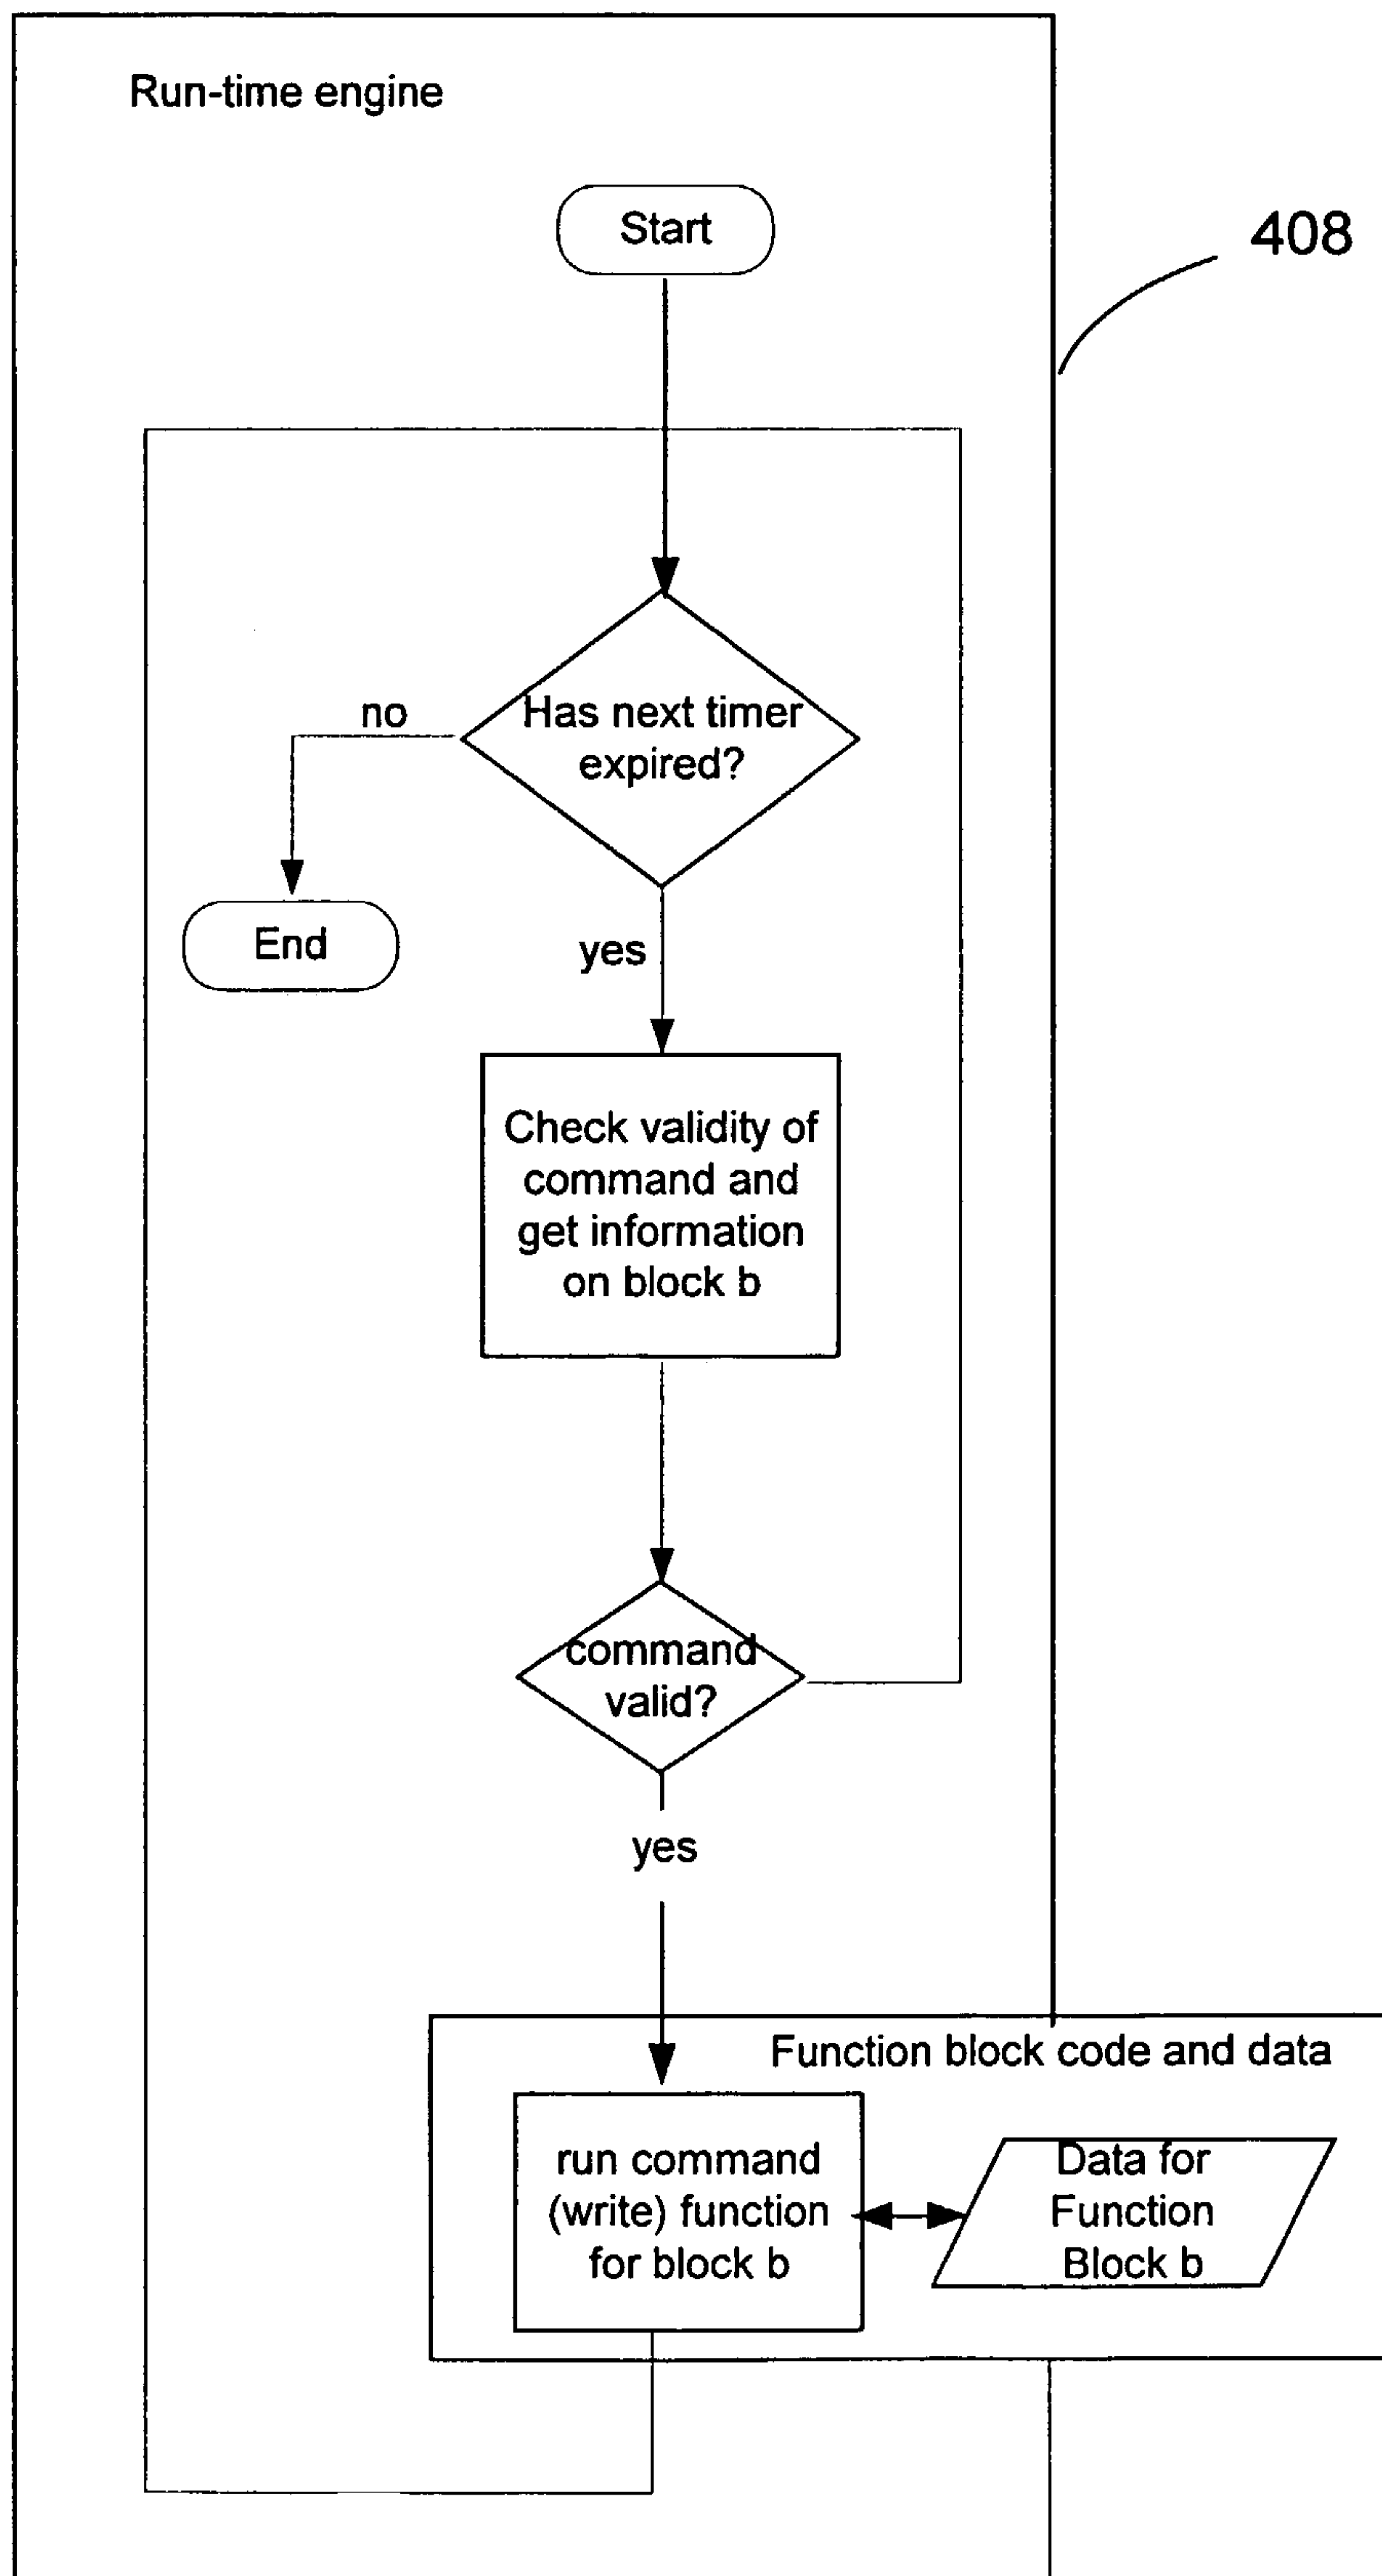 Run-time engine
Start
408
no
Has next timer
expired?
End
yes
Check validity of
command and
get information
on block b
command
valid?
yes
Function block code and data
run command
(write) function
for block b
Data for
Function
Block b